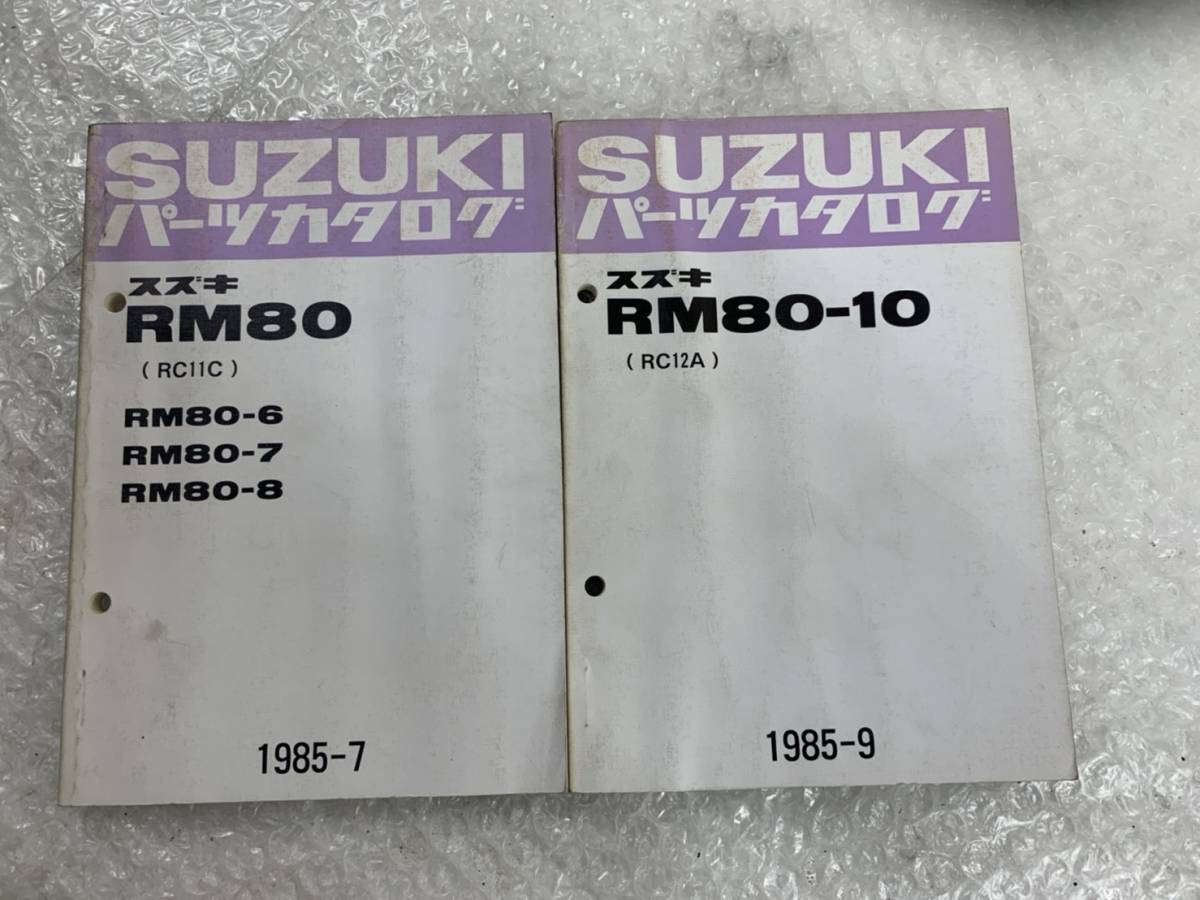 SUZUKI
パーツカタログ
スズキ
RM80
( RC11C )
RM80-6
RM80-7
RM80-8
1985-7
SUZUKI
パーツカタログ
スズキ
RM80-10
( RC12A )
1985-9